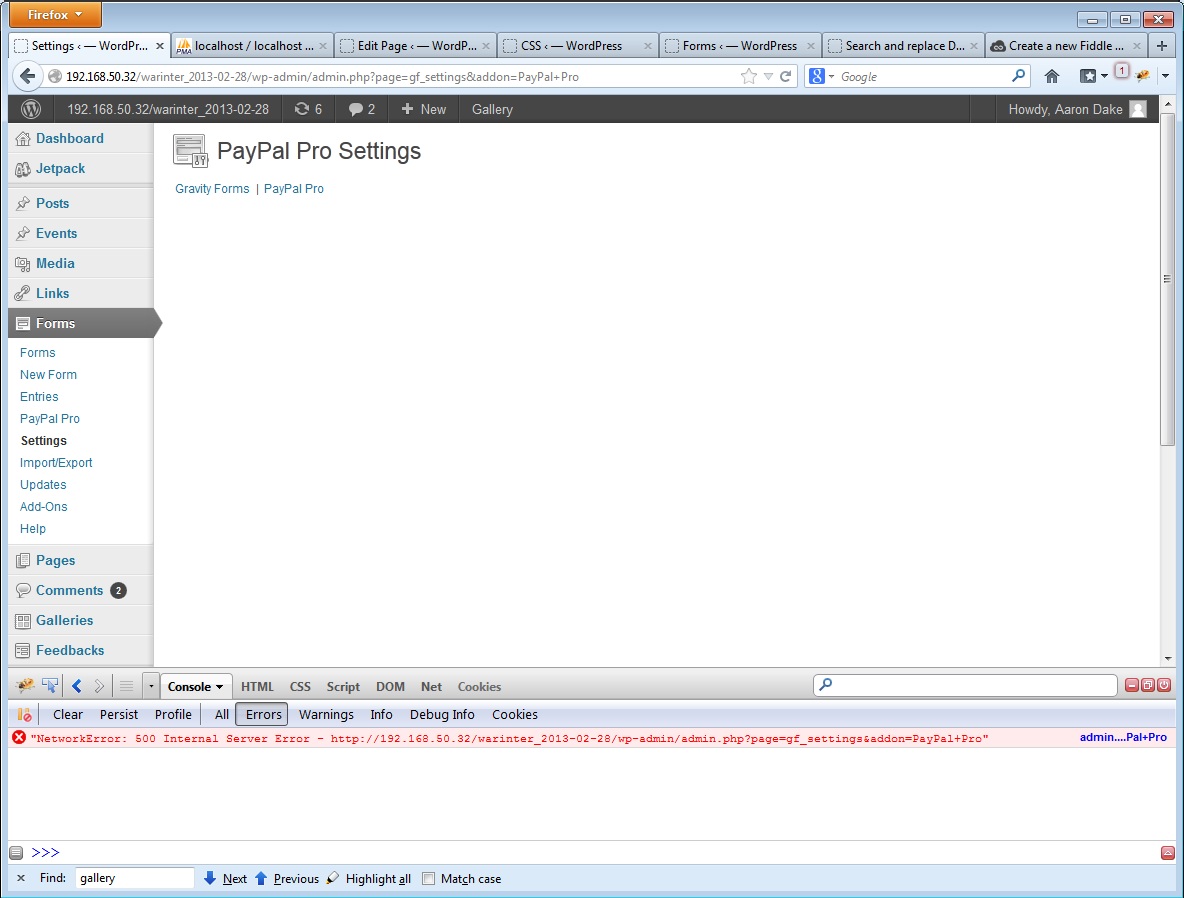 Firefox
Settings ‹ — WordPr...
localhost / localhost ...
Edit Page ‹ — WordP...
CSS ‹ — WordPress
Forms ‹ — WordPress
Search and replace D...
Create a new Fiddle ...
192.168.50.32/warinter_2013-02-28/wp-admin/admin.php?page=gf_settings&addon=PayPal+Pro
Google
1
192.168.50.32/warinter_2013-02-28
6
2
New
Gallery
Howdy, Aaron Dake
Dashboard
Jetpack
Posts
Events
Media
Links
Forms
Forms
New Form
Entries
PayPal Pro
Settings
Import/Export
Updates
Add-Ons
Help
Pages
Comments 2
Galleries
Feedbacks
PayPal Pro Settings
Gravity Forms | PayPal Pro
Console HTML CSS Script DOM Net Cookies
Clear Persist Profile All Errors Warnings Info Debug Info Cookies
"NetworkError: 500 Internal Server Error - http://192.168.50.32/warinter_2013-02-28/wp-admin/admin.php?page=gf_settings&addon=PayPal+Pro"
admin....Pal+Pro
>>>
Find: gallery Next Previous Highlight all Match case